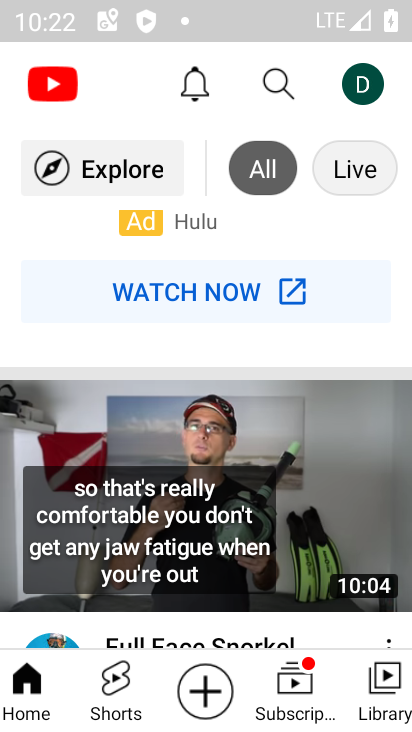 10:22
LTE
D
Explore
All
Live
Ad Hulu
WATCH NOW
so that's really
comfortable you don't
get any jaw fatigue when
you're out
10:04
Full Face Snorkel
Home
Shorts
Subscrip...
Library